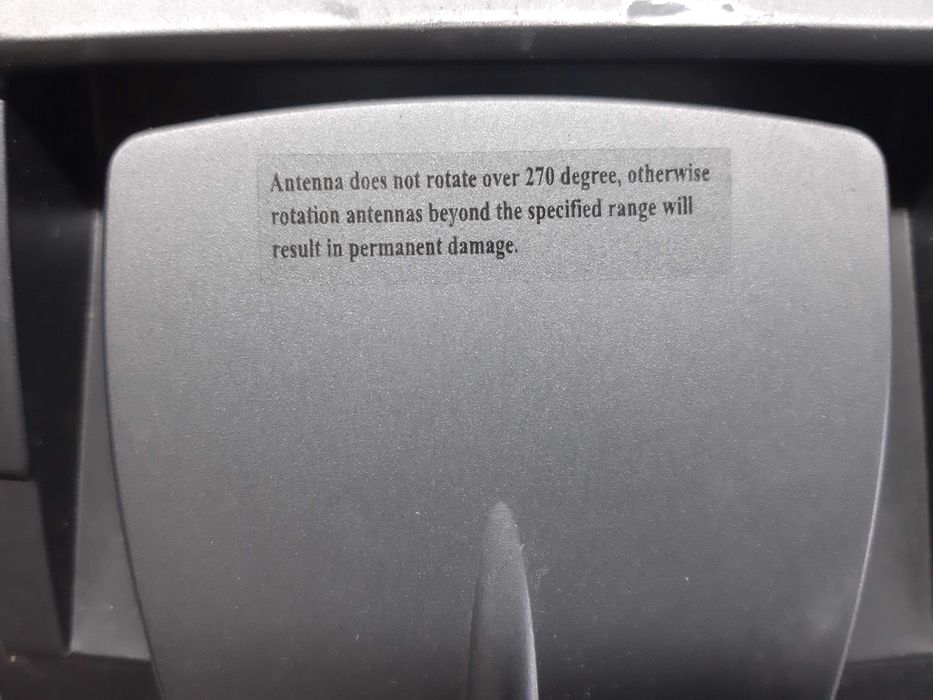 Antenna does not rotate over 270 degree, otherwise
rotation antennas beyond the specified range will
result in permanent damage.